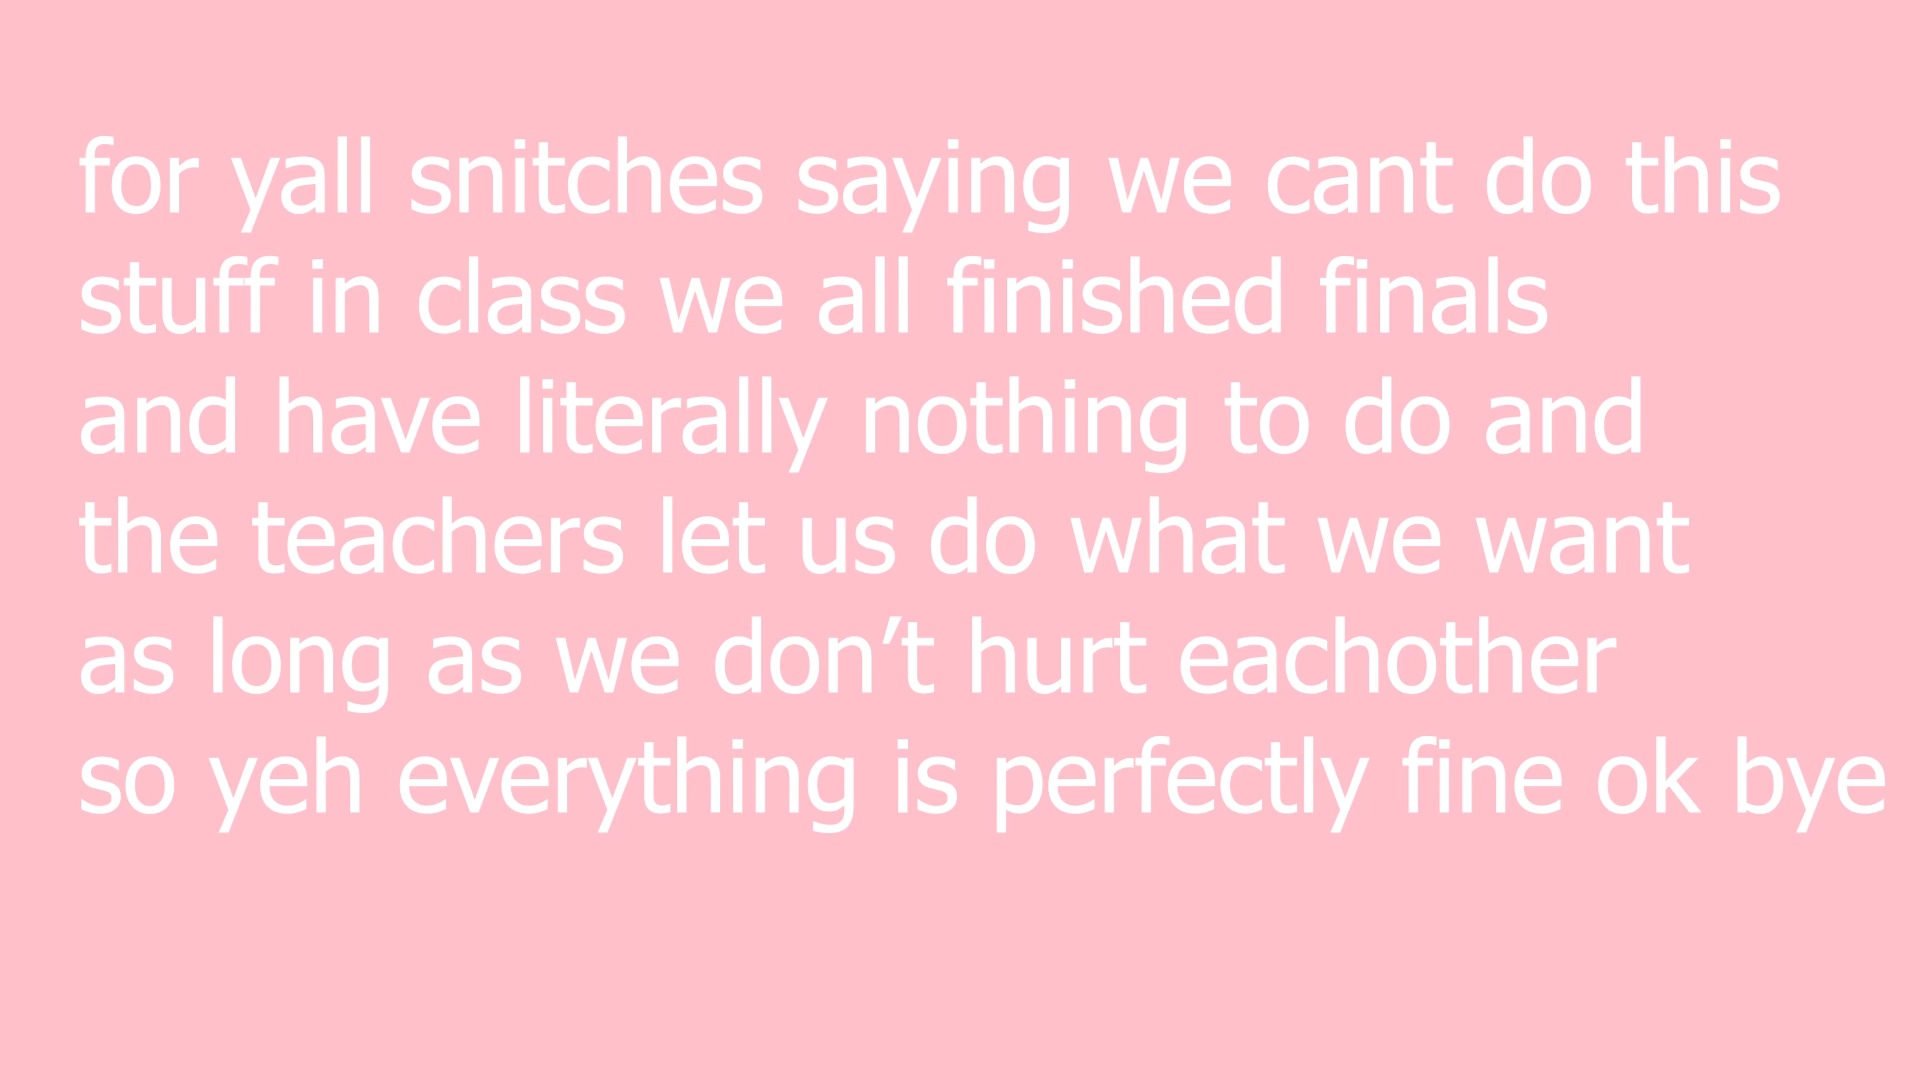 for yall snitches saying we cant do this
stuff in class we all finished finals
and have literally nothing to do and
the teachers let us do what we want
as long as we don’t hurt eachother
so yeh everything is perfectly fine ok bye